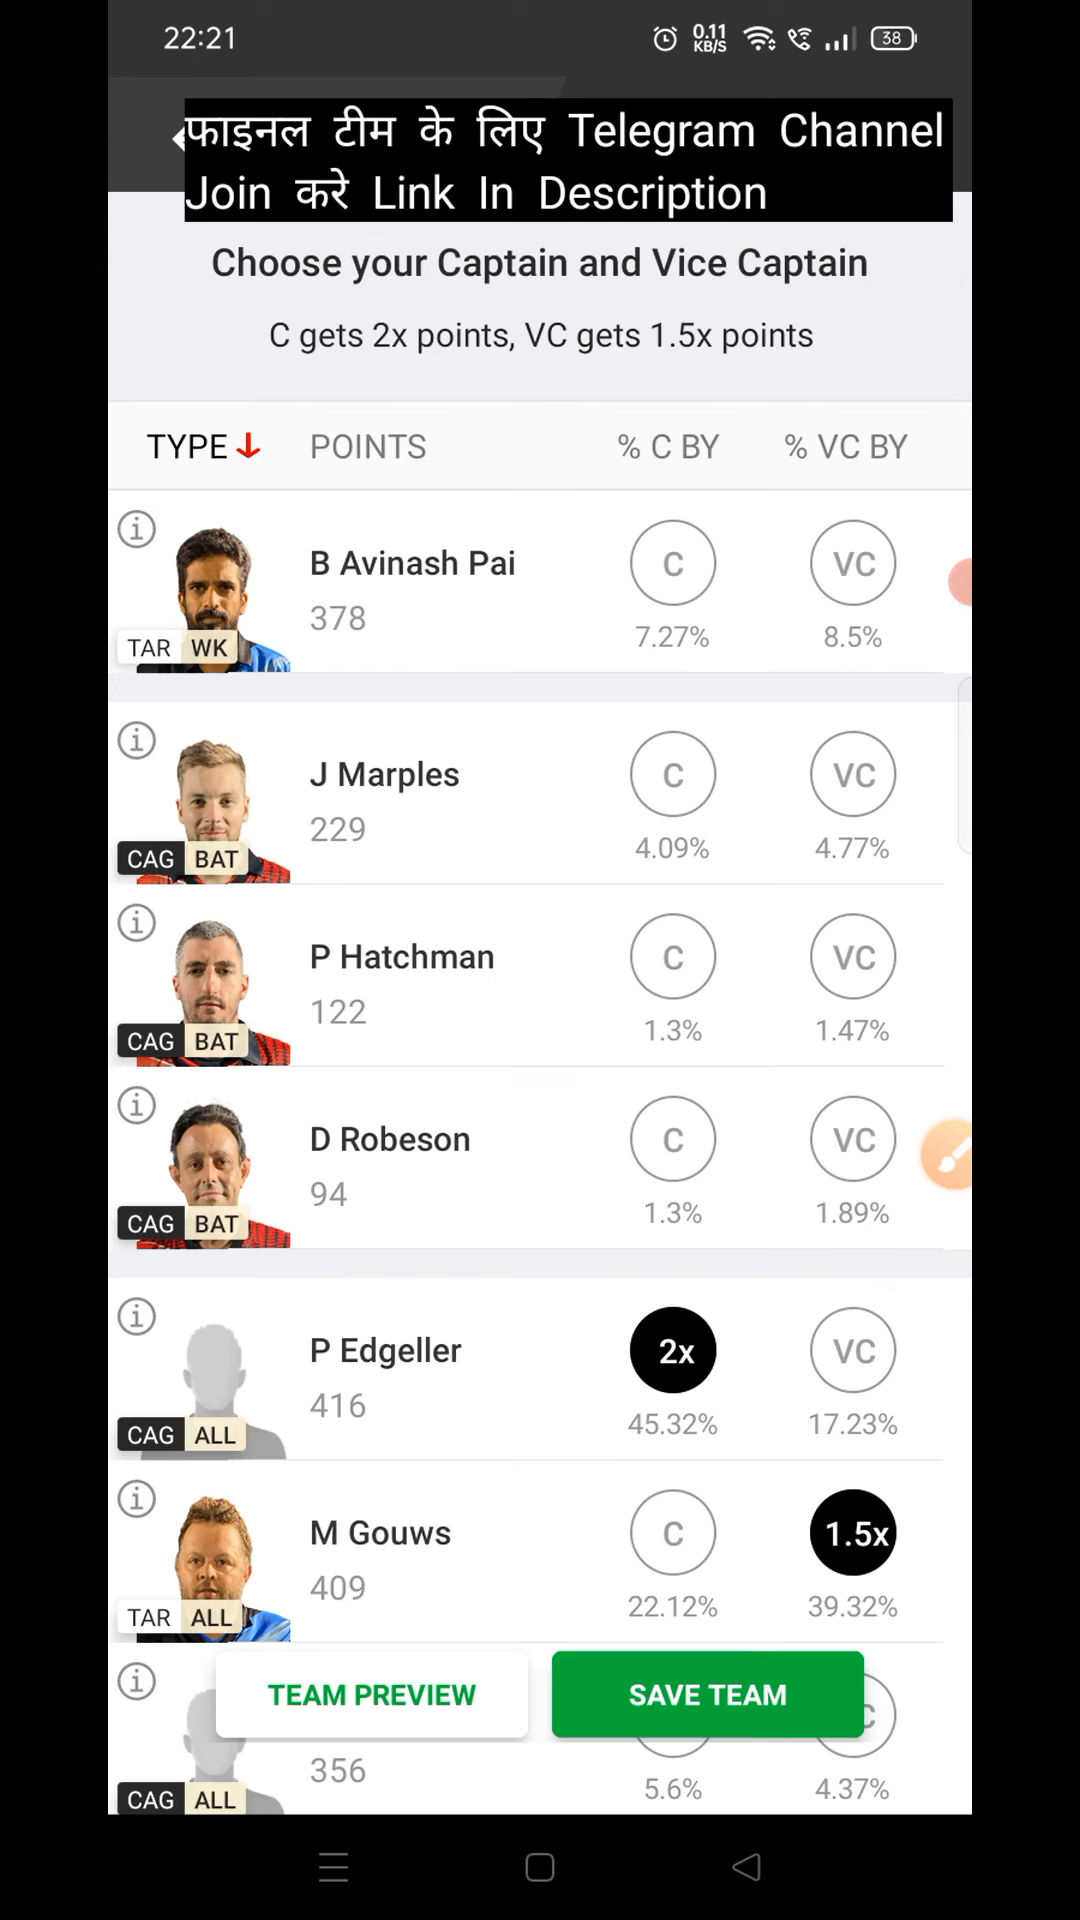 22:21
0.11
KB/S
38
फाइनल टीम के लिए Telegram Channel
Join करे Link In Description
Choose your Captain and Vice Captain
C gets 2x points, VC gets 1.5x points
TYPE POINTS % C BY % VC BY
B Avinash Pai
C VC
378
7.27% 8.5%
TAR WK
J Marples
C VC
229
4.09% 4.77%
CAG BAT
P Hatchman
C VC
122
1.3% 1.47%
CAG BAT
D Robeson
C VC
94
1.3% 1.89%
CAG BAT
P Edgeller
2x VC
416
45.32% 17.23%
CAG ALL
M Gouws
C 1.5x
409
22.12% 39.32%
TAR ALL
TEAM PREVIEW SAVE TEAM
356
5.6% 4.37%
CAG ALL